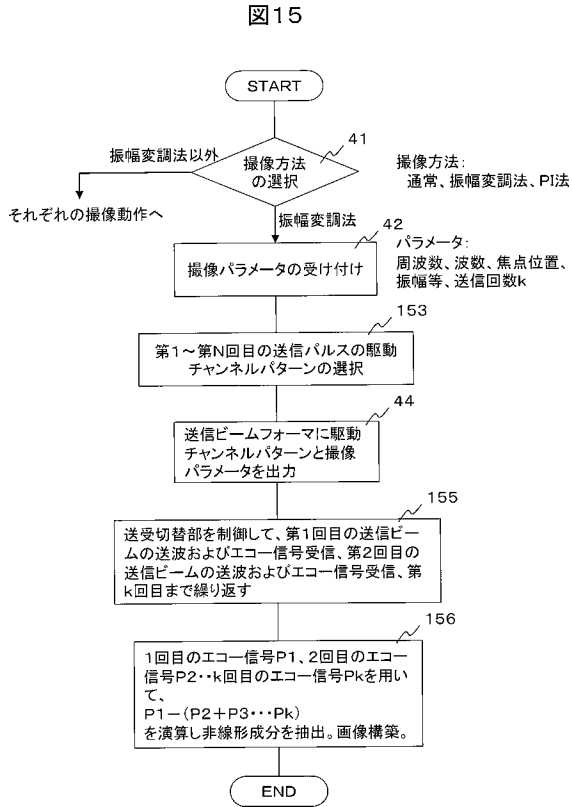 図15
START
41
振幅変調法以外
撮像方法
の選択
撮像方法：
通常、振幅変調法、PI法
それぞれの撮像動作へ
振幅変調法
42
撮像パラメータの受け付け
パラメータ：
周波数、波数、焦点位置、
振幅等、送信回数k
153
第1～第N回目の送信パルスの駆動
チャンネルパターンの選択
44
送信ビームフォーマに駆動
チャンネルパターンと撮像
パラメータを出力
155
送受切替部を制御して、第1回目の送信ビー
ムの送波およびエコー信号受信、第2回目の
送信ビームの送波およびエコー信号受信、第
k回目まで繰り返す
156
1回目のエコー信号P1、2回目のエコー
信号P2・・k回目のエコー信号Pkを用い
て、
P1－(P2＋P3・・・Pk)
を演算し非線形成分を抽出。画像構築。
END